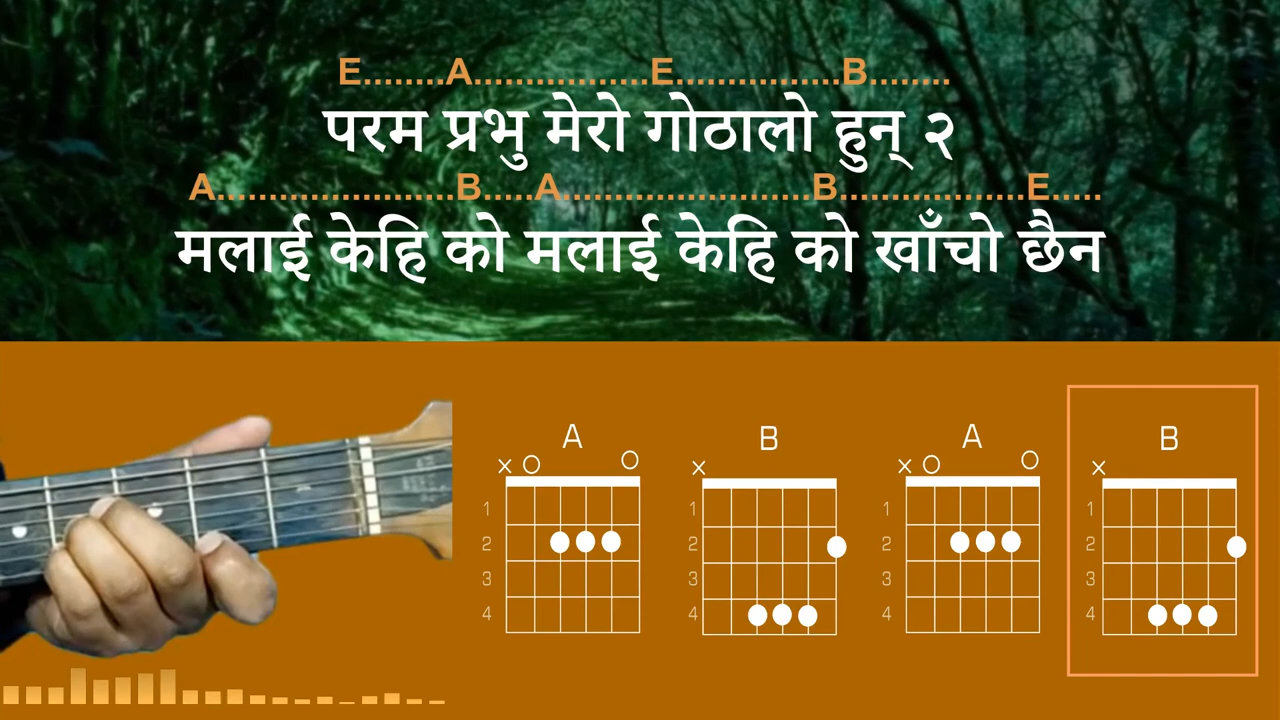 E........A.................E................B........
परम प्रभु मेरो गोठालो हुन् २
A.......................B.....A........................B..................E.....
मलाई केहि को मलाई केहि को खाँचो छैन
A B A B
× O O × × O O ×
1 1 1 1
2 2 2 2
3 3 3 3
4 4 4 4